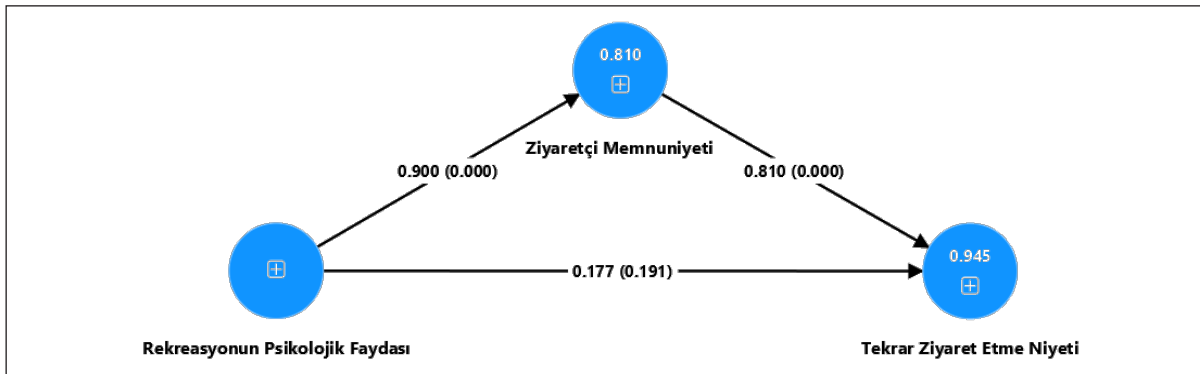 0.810
Ziyaretçi Memnuniyeti
0.900 (0.000)
0.810 (0.000)
0.945
0.177 (0.191)
Rekreasyonun Psikolojik Faydası
Tekrar Ziyaret Etme Niyeti